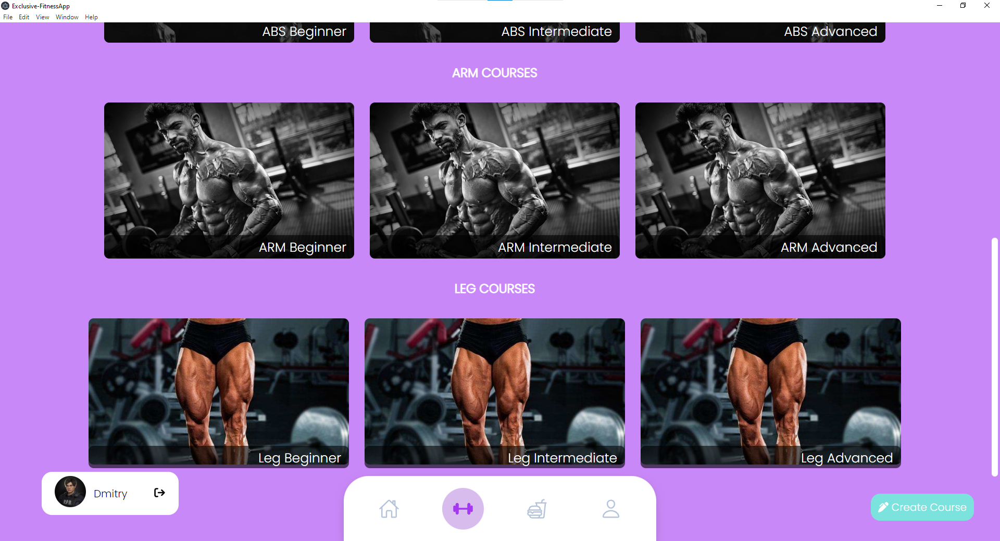 Exclusive-FitnessApp
File Edit View Window Help
ABS Beginner
ABS Intermediate
ABS Advanced
ARM COURSES
ARM Beginner
ARM Intermediate
ARM Advanced
LEG COURSES
Leg Beginner
Leg Intermediate
Leg Advanced
R.P.D.
Dmitry
Create Course